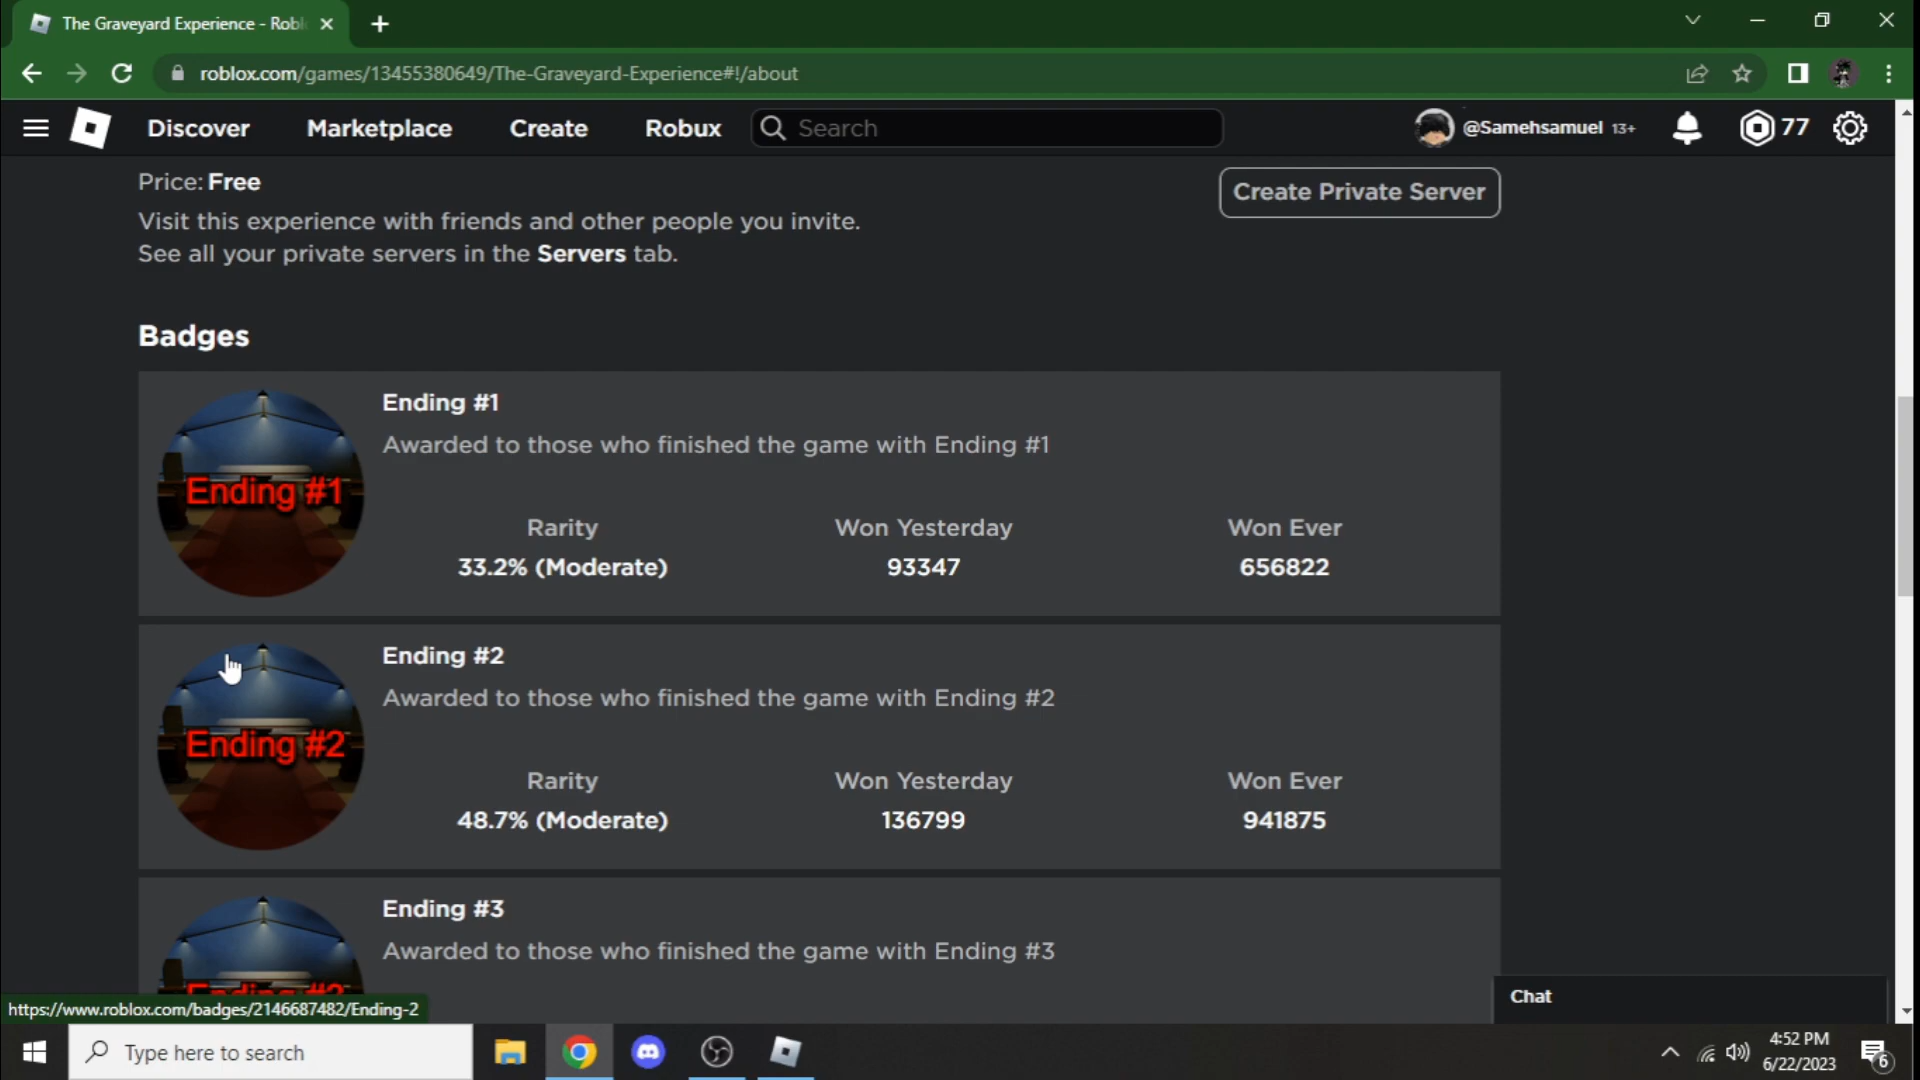 The Graveyard Experience - Robl
roblox.com/games/13455380649/The-Graveyard-Experience#!/about
Discover
Marketplace
Create
Robux
Search
@Samehsamuel 13+
77
Price: Free
Create Private Server
Visit this experience with friends and other people you invite.
See all your private servers in the Servers tab.
Badges
Ending #1
Ending #1
Awarded to those who finished the game with Ending #1
Rarity
Won Yesterday
Won Ever
33.2% (Moderate)
93347
656822
Ending #2
Ending #2
Awarded to those who finished the game with Ending #2
Rarity
Won Yesterday
Won Ever
48.7% (Moderate)
136799
941875
Ending #3
Ending #3
Awarded to those who finished the game with Ending #3
Chat
https://www.roblox.com/badges/2146687482/Ending-2
Type here to search
4:52 PM
6/22/2023
6